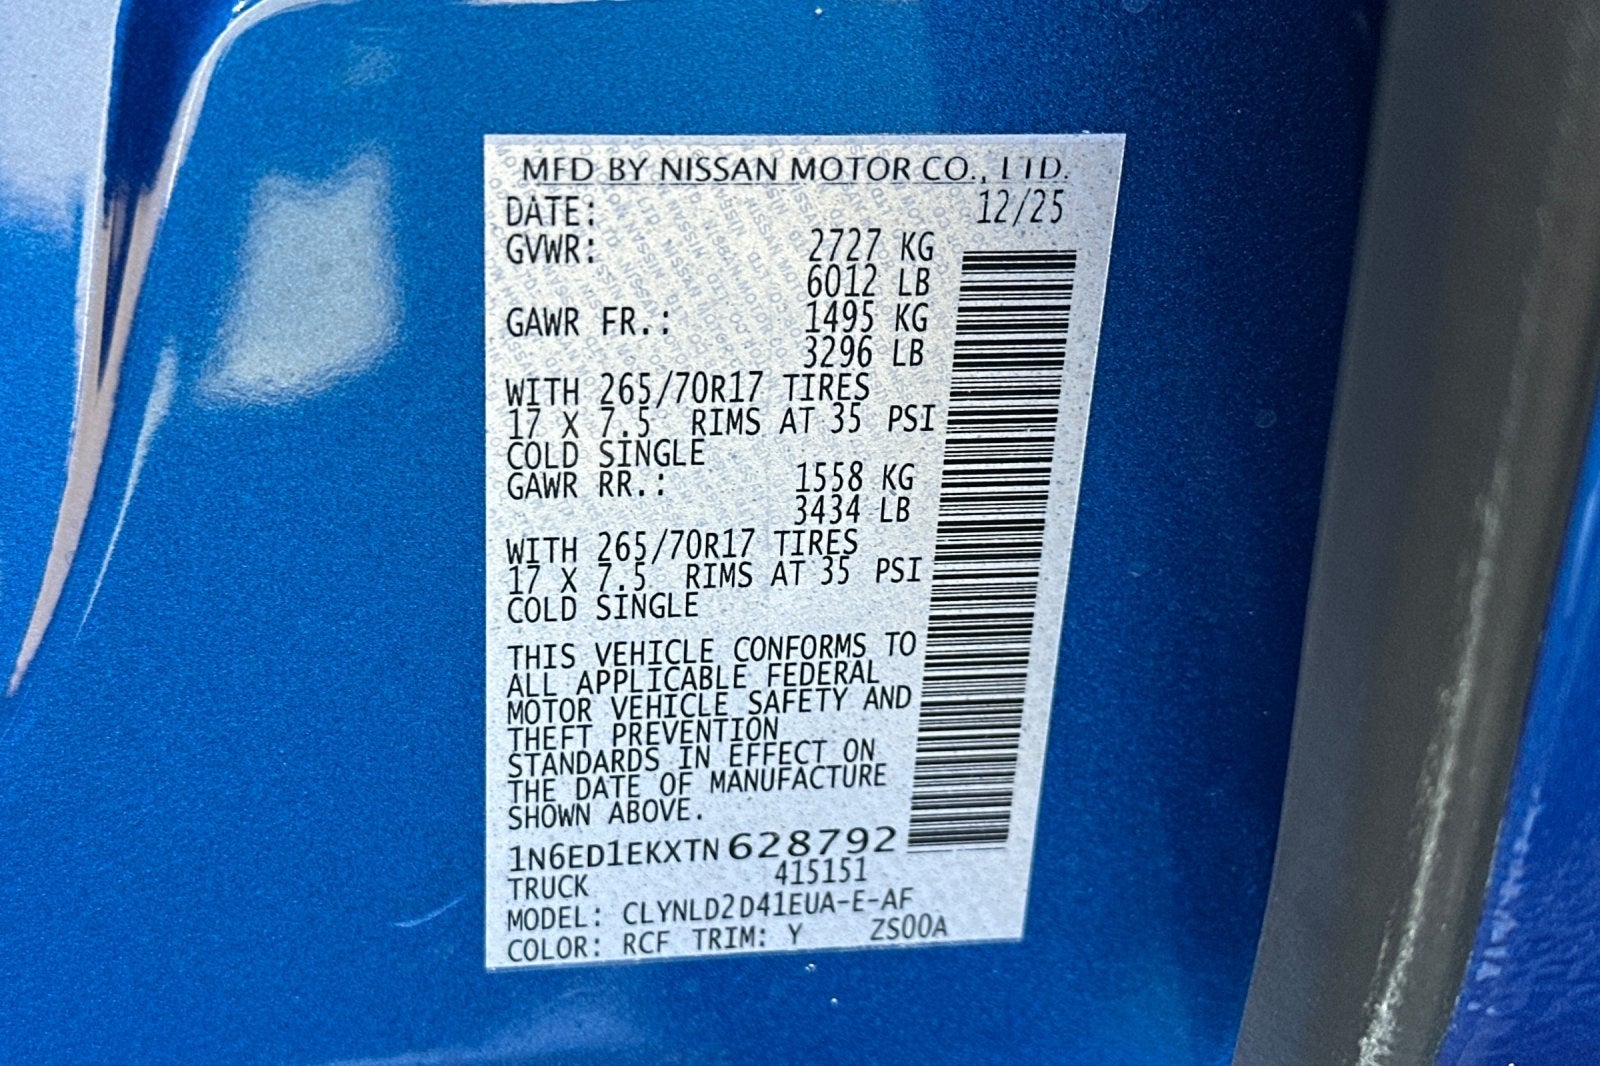 MFD BY NISSAN MOTOR CO., LTD.
DATE: 12/25
GVWR: 2727 KG
6012 LB
GAWR FR.: 1495 KG
3296 LB
WITH 265/70R17 TIRES
17 X 7.5 RIMS AT 35 PSI
COLD SINGLE
GAWR RR.: 1558 KG
3434 LB
WITH 265/70R17 TIRES
17 X 7.5 RIMS AT 35 PSI
COLD SINGLE
THIS VEHICLE CONFORMS TO
ALL APPLICABLE FEDERAL
MOTOR VEHICLE SAFETY AND
THEFT PREVENTION
STANDARDS IN EFFECT ON
THE DATE OF MANUFACTURE
SHOWN ABOVE.
1N6ED1EKXTN628792
TRUCK 415151
MODEL: CLYNLD2D41EUA-E-AF
COLOR: RCF TRIM: Y ZS00A